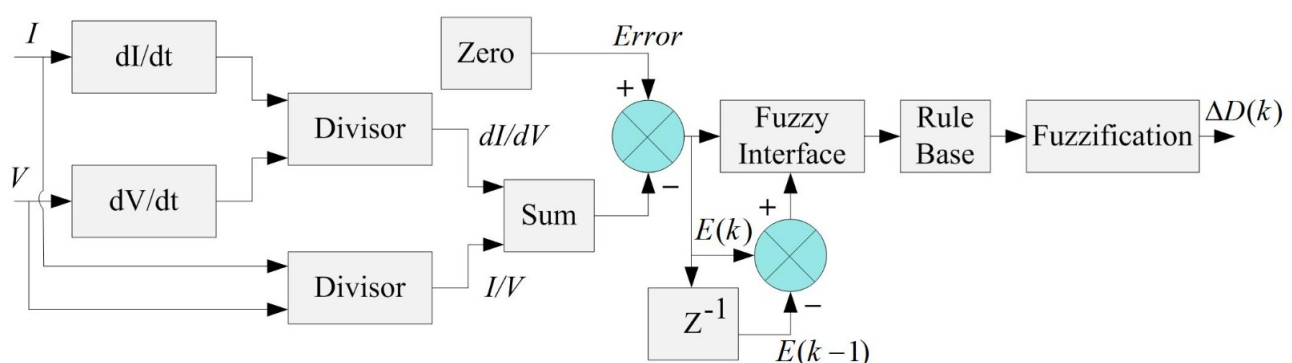 I
dI/dt
Zero
Error
+
Divisor
dI/dV
Fuzzy
Interface
Rule
Base
Fuzzification
ΔD(k)
V
dV/dt
−
Sum
+
E(k)
Divisor
I/V
Z⁻¹
−
E(k−1)